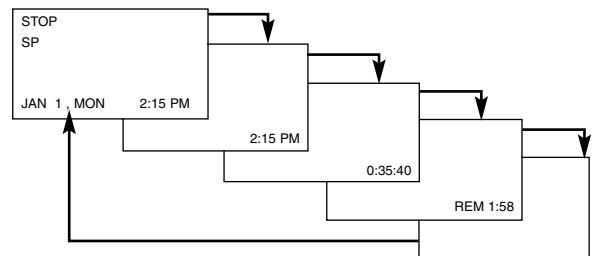 STOP
SP
JAN 1 , MON 2:15 PM
2:15 PM
0:35:40
REM 1:58